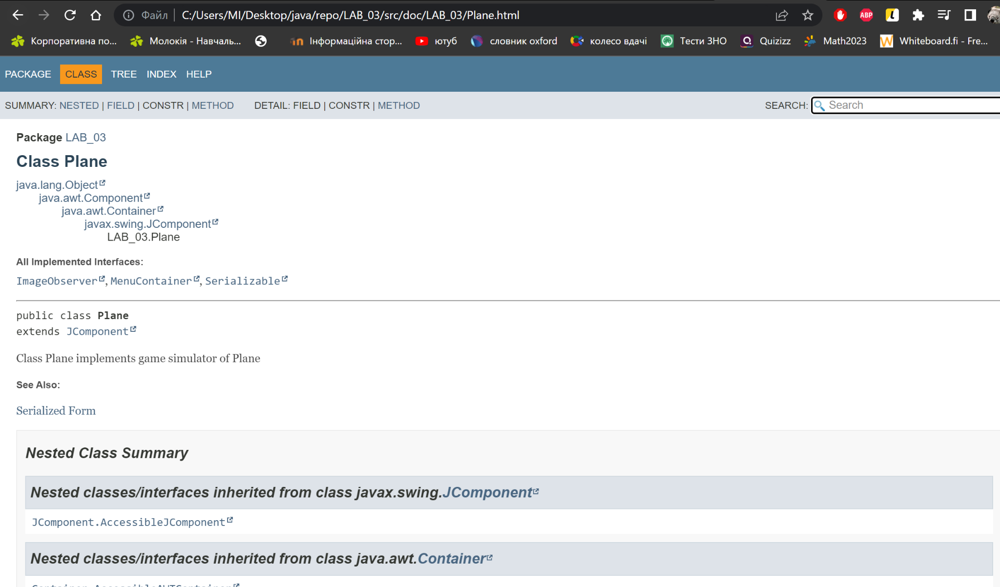 Файл C:/Users/MI/Desktop/java/repo/LAB_03/src/doc/LAB_03/Plane.html
ABP
Корпоративна по... Молокія - Навчаль... Інформаційна стор... ютуб словник oxford колесо вдачі Тести ЗНО Quizizz Math2023 Whiteboard.fi - Fre...
PACKAGE CLASS TREE INDEX HELP
SUMMARY: NESTED | FIELD | CONSTR | METHOD DETAIL: FIELD | CONSTR | METHOD SEARCH: Search
Package LAB_03
Class Plane
java.lang.Object
java.awt.Component
java.awt.Container
javax.swing.JComponent
LAB_03.Plane
All Implemented Interfaces:
ImageObserver, MenuContainer, Serializable
public class Plane
extends JComponent
Class Plane implements game simulator of Plane
See Also:
Serialized Form
Nested Class Summary
Nested classes/interfaces inherited from class javax.swing.JComponent
JComponent.AccessibleJComponent
Nested classes/interfaces inherited from class java.awt.Container
Container.AccessibleAWTContainer